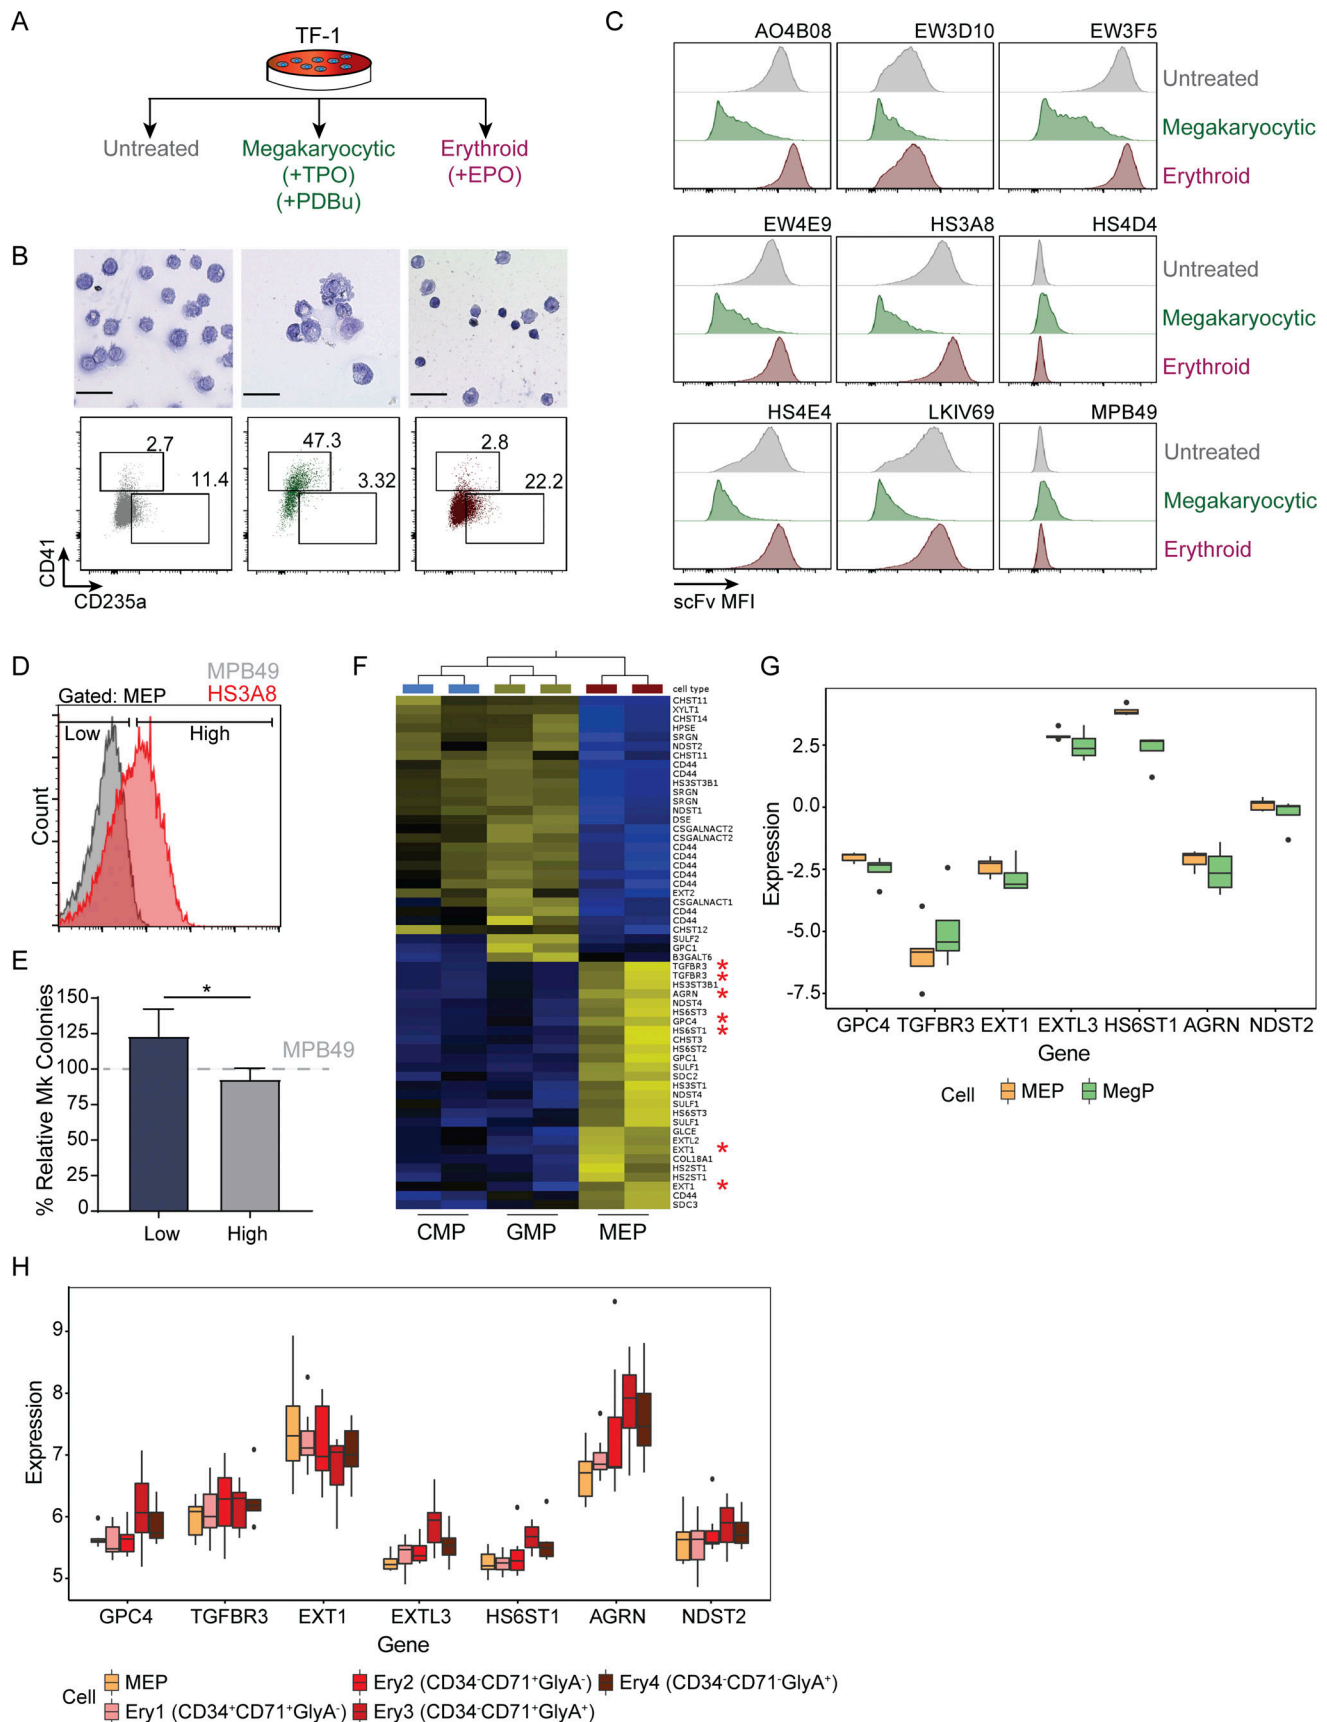 A
TF-1
Untreated
Megakaryocytic
(+TPO)
(+PDBu)
Erythroid
(+EPO)
B
2.7
11.4
47.3
3.32
2.8
22.2
CD41
CD235a
C
AO4B08
EW3D10
EW3F5
Untreated
Megakaryocytic
Erythroid
EW4E9
HS3A8
HS4D4
Untreated
Megakaryocytic
Erythroid
HS4E4
LKIV69
MPB49
Untreated
Megakaryocytic
Erythroid
scFv MFI
D
MPB49
HS3A8
Gated: MEP
Low
High
Count
E
*
MPB49
% Relative Mk Colonies
150
125
100
75
50
25
0
Low
High
F
cell type
CHST11
XYLT1
CHST14
HPSE
SRGN
NDST2
CHST11
CD44
CD44
HS3ST3B1
SRGN
SRGN
NDST1
DSE
CSGALNACT2
CSGALNACT2
CD44
CD44
CD44
CD44
CD44
EXT2
CSGALNACT1
CD44
CD44
CHST12
SULF2
GPC1
B3GALT6
TGFBR3 *
TGFBR3 *
HS3ST3B1
AGRN *
NDST4
HS6ST3
GPC4 *
HS6ST1 *
CHST3
HS6ST2
GPC1
SULF1
SDC2
HS3ST1
NDST4
SULF1
HS6ST3
SULF1
GLCE
EXTL2
EXT1 *
COL18A1
HS2ST1
HS2ST1
EXT1 *
CD44
SDC3
CMP
GMP
MEP
G
Expression
2.5
0.0
-2.5
-5.0
-7.5
GPC4
TGFBR3
EXT1
EXTL3
HS6ST1
AGRN
NDST2
Gene
Cell
MEP
MegP
H
Expression
9
8
7
6
5
GPC4
TGFBR3
EXT1
EXTL3
HS6ST1
AGRN
NDST2
Gene
Cell
MEP
Ery1 (CD34⁺CD71⁺GlyA⁻)
Ery2 (CD34⁻CD71⁺GlyA⁻)
Ery3 (CD34⁻CD71⁺GlyA⁺)
Ery4 (CD34⁻CD71⁻GlyA⁺)